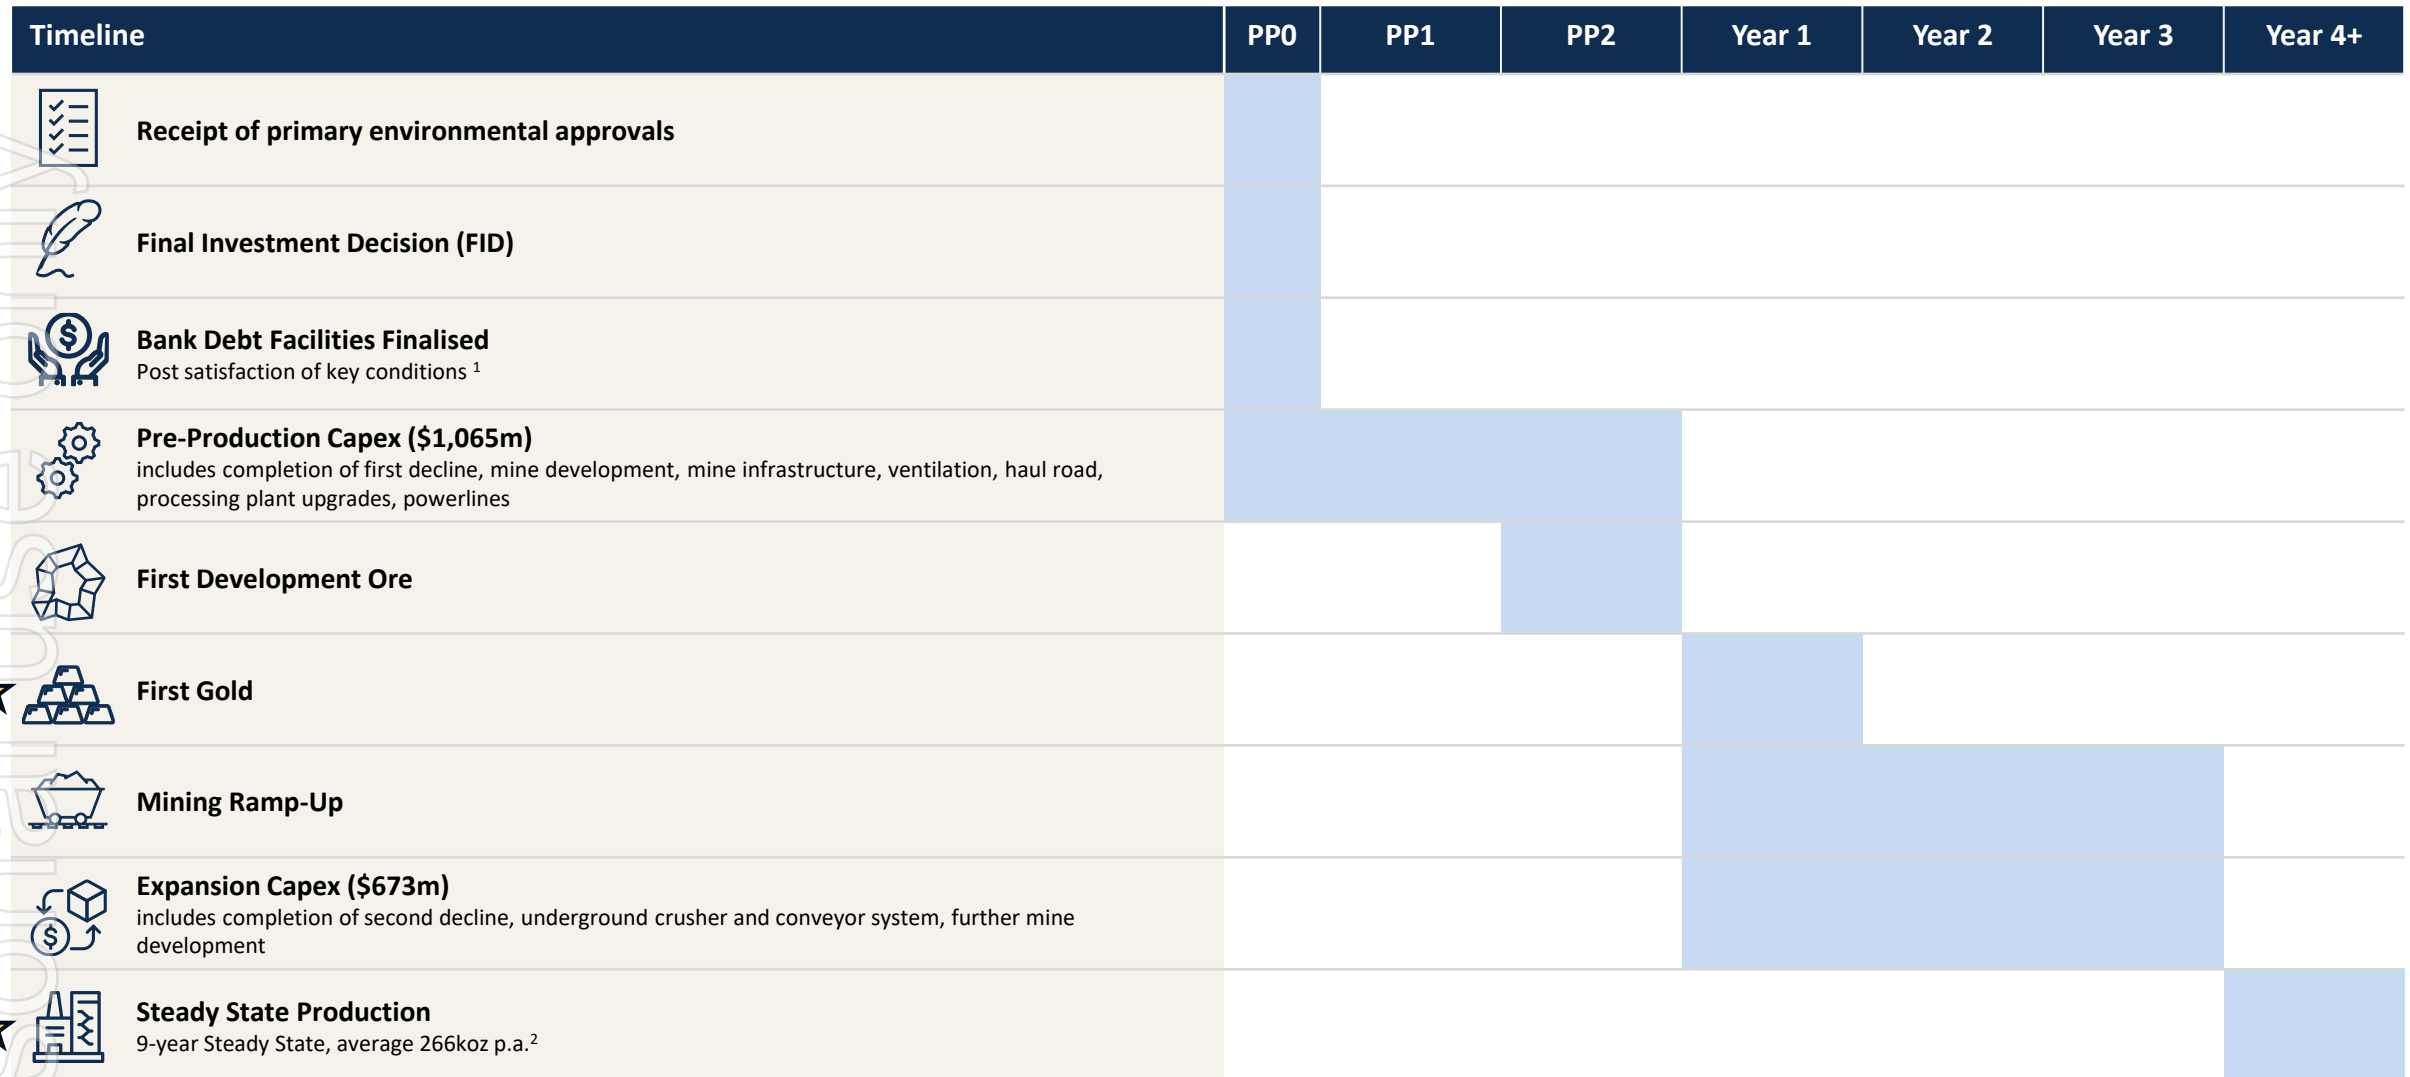 Timeline PP0 PP1 PP2 Year 1 Year 2 Year 3 Year 4+
Receipt of primary environmental approvals
Final Investment Decision (FID)
Bank Debt Facilities Finalised
Post satisfaction of key conditions 1
Pre-Production Capex ($1,065m)
includes completion of first decline, mine development, mine infrastructure, ventilation, haul road,
processing plant upgrades, powerlines
First Development Ore
First Gold
Mining Ramp-Up
Expansion Capex ($673m)
includes completion of second decline, underground crusher and conveyor system, further mine
development
Steady State Production
9-year Steady State, average 266koz p.a.2